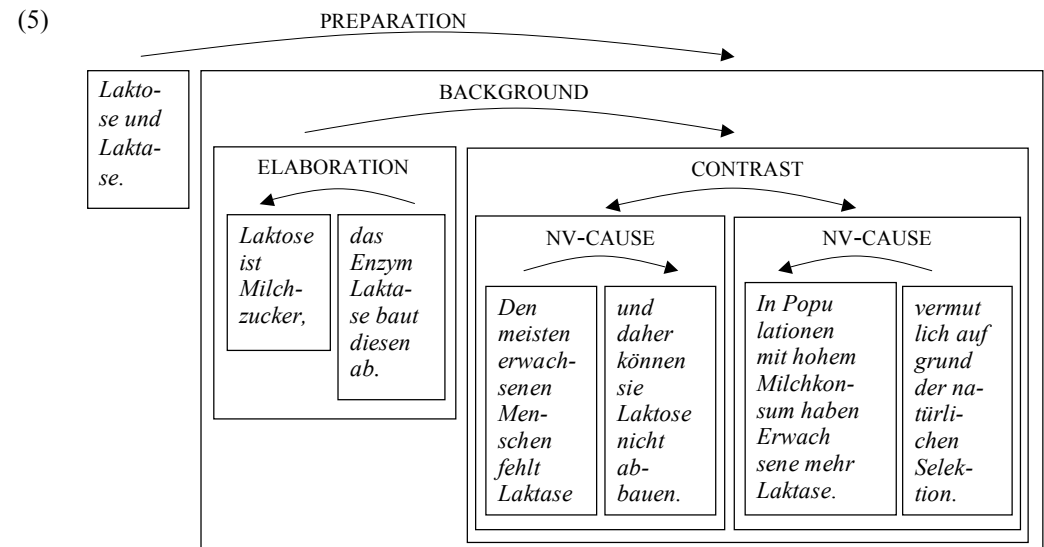 (5)
PREPARATION
Lakto-
se und
Lakta-
se.
BACKGROUND
ELABORATION
Laktose
ist
Milch-
zucker,
das
Enzym
Lakta-
se baut
diesen
ab.
CONTRAST
NV-CAUSE
Den
meisten
erwach-
senen
Men-
schen
fehlt
Laktase
und
daher
können
sie
Laktose
nicht
ab-
bauen.
NV-CAUSE
In Popu
lationen
mit hohem
Milchkon-
sum haben
Erwach
sene mehr
Laktase.
vermut
lich auf
grund
der na-
türli-
chen
Selek-
tion.